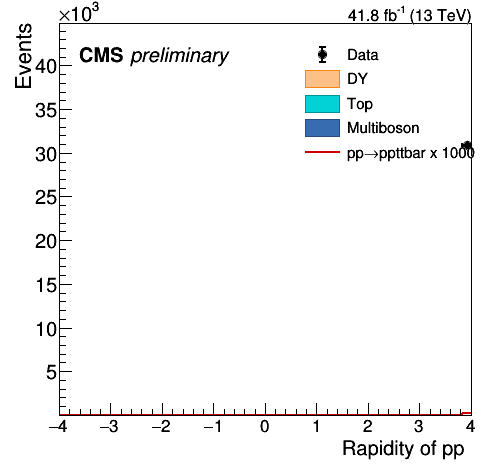 ×10³
41.8 fb⁻¹ (13 TeV)
Events
CMS preliminary
Data
DY
Top
Multiboson
pp→ppttbar x 1000
40
35
30
25
20
15
10
5
−4 −3 −2 −1 0 1 2 3 4
Rapidity of pp